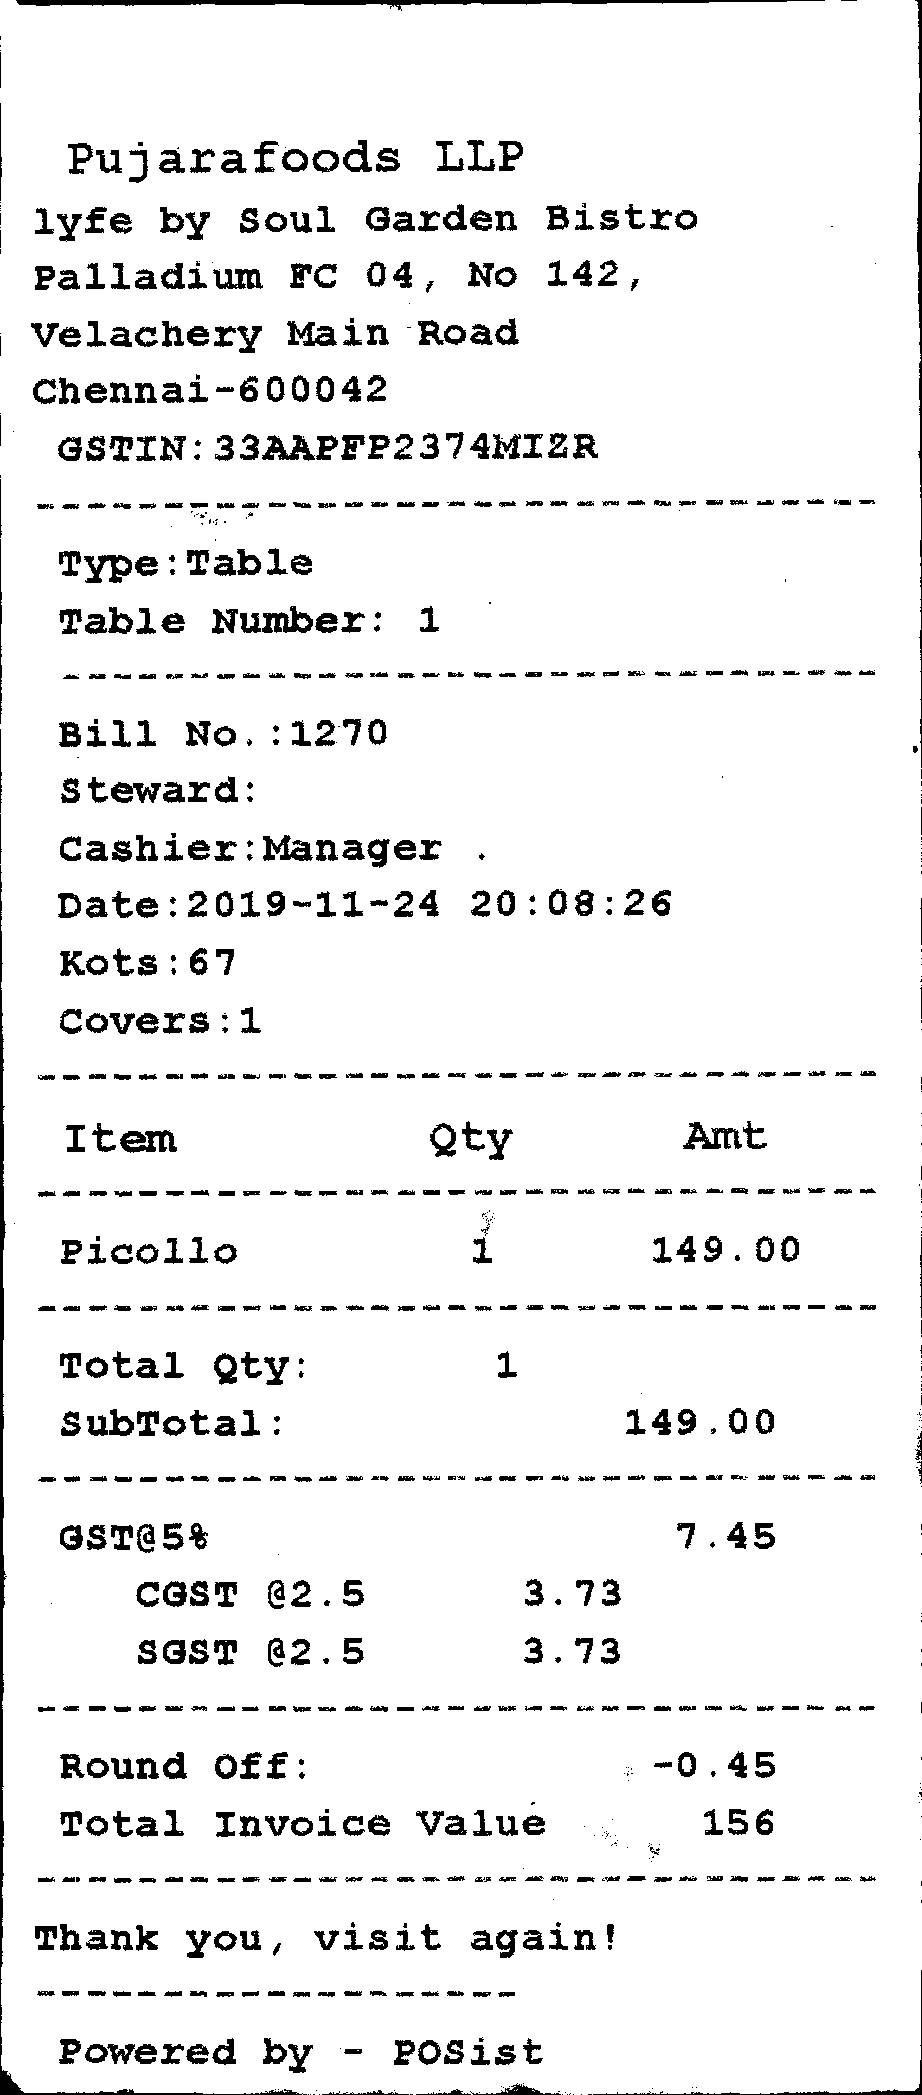 Pujarafoods LLP
lyfe by Soul Garden Bistro
Palladium FC 04, No 142,
Velachery Main Road
Chennai-600042
GSTIN:33AAPFP2374MIZR
Type:Table
Table Number: 1
Bill No.:1270
Steward:
Cashier:Manager .
Date:2019-11-24 20:08:26
Kots:67
Covers:1
Item Qty Amt
Picollo 1 149.00
Total Qty: 1
SubTotal: 149.00
GST@5% 7.45
CGST @2.5 3.73
SGST @2.5 3.73
Round Off: -0.45
Total Invoice Value 156
Thank you, visit again!
Powered by - POSist